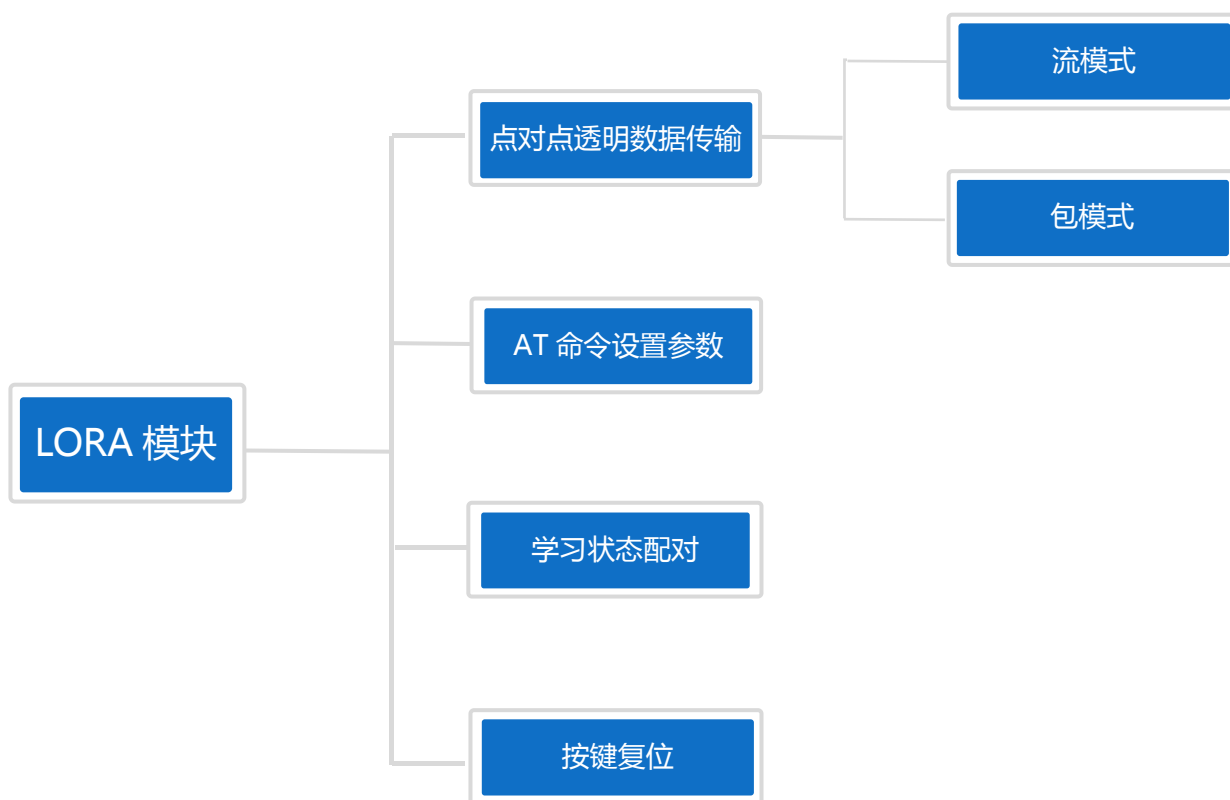 流模式
点对点透明数据传输
包模式
AT 命令设置参数
LORA 模块
学习状态配对
按键复位